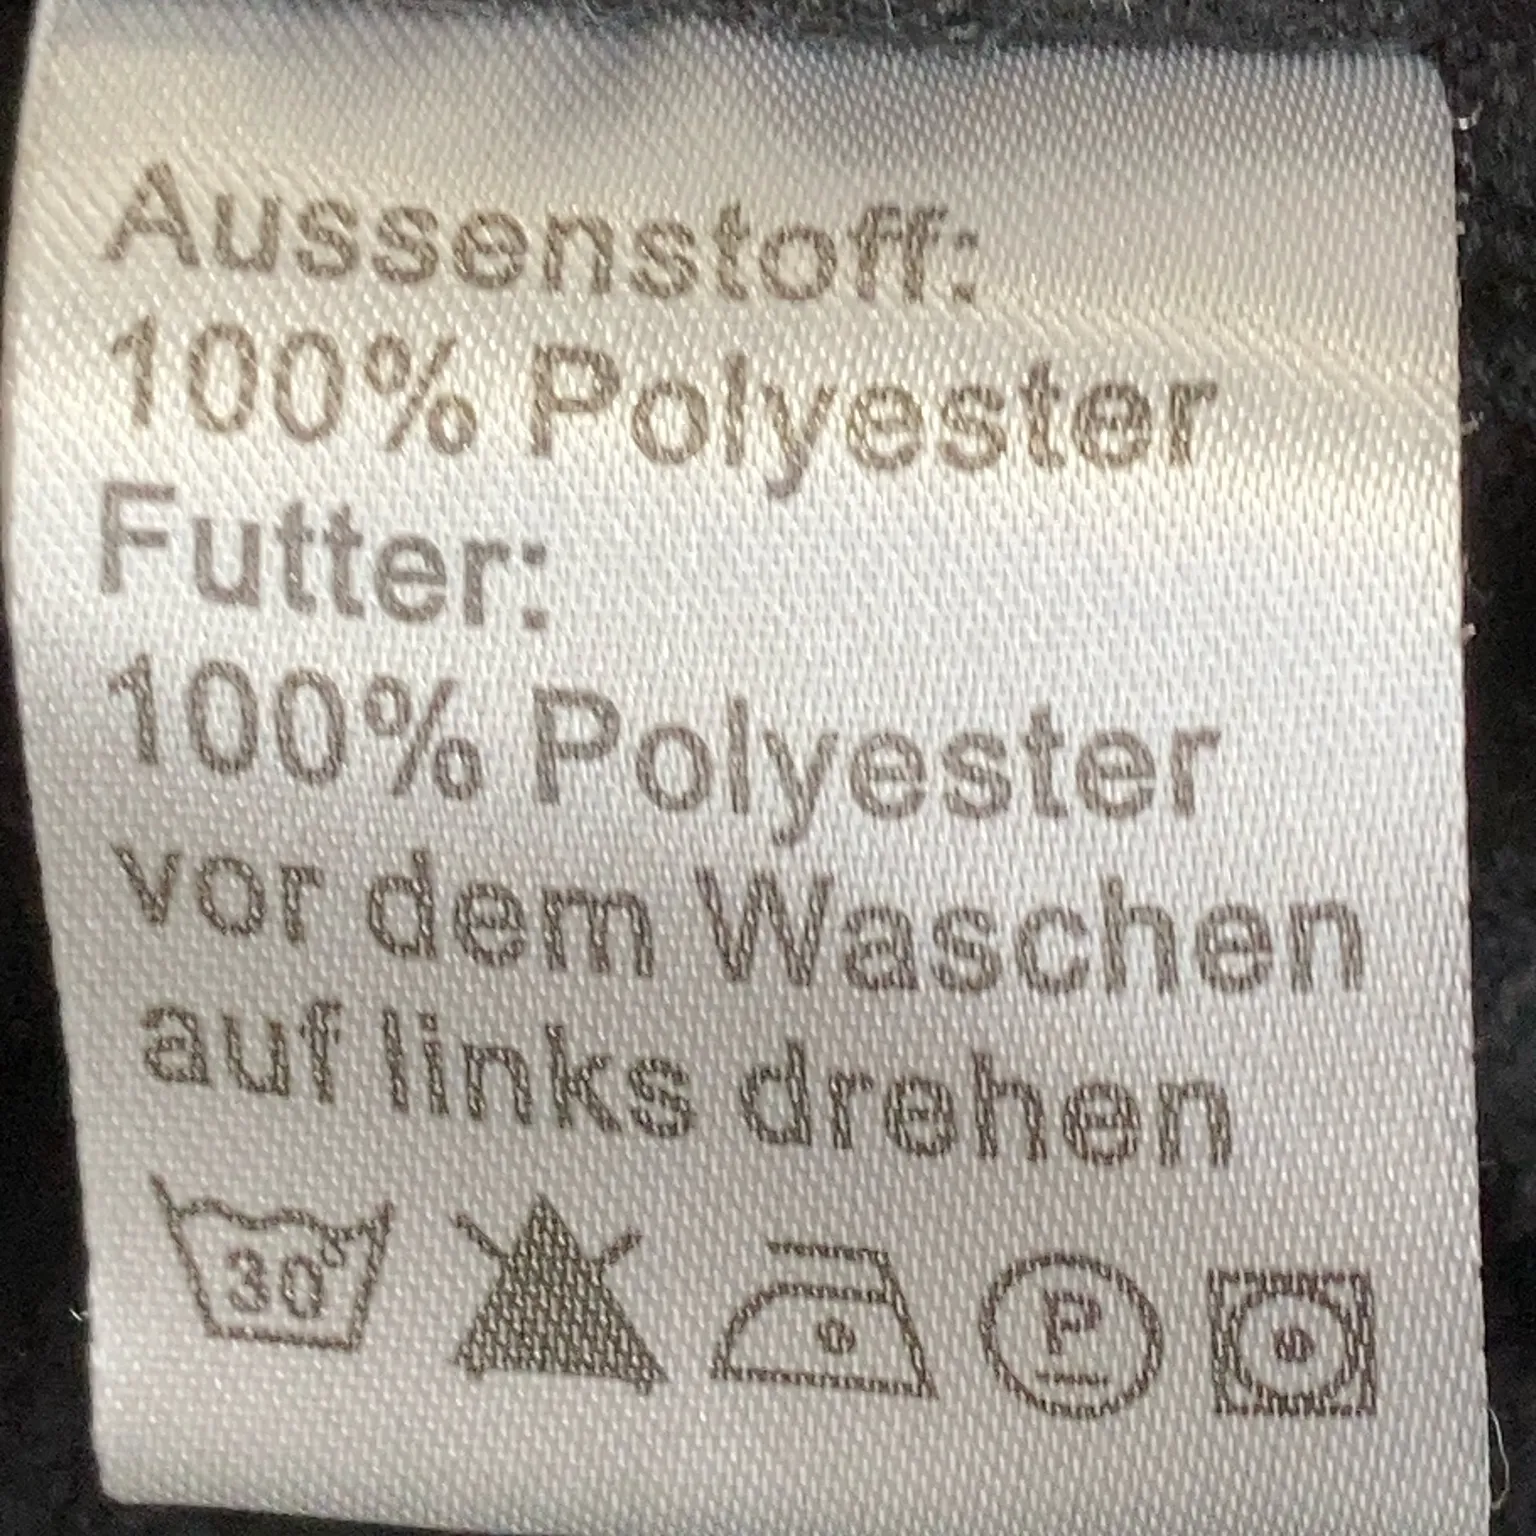 Aussenstoff:
100% Polyester
Futter:
100% Polyester
vor dem Waschen
auf links drehen
30° P